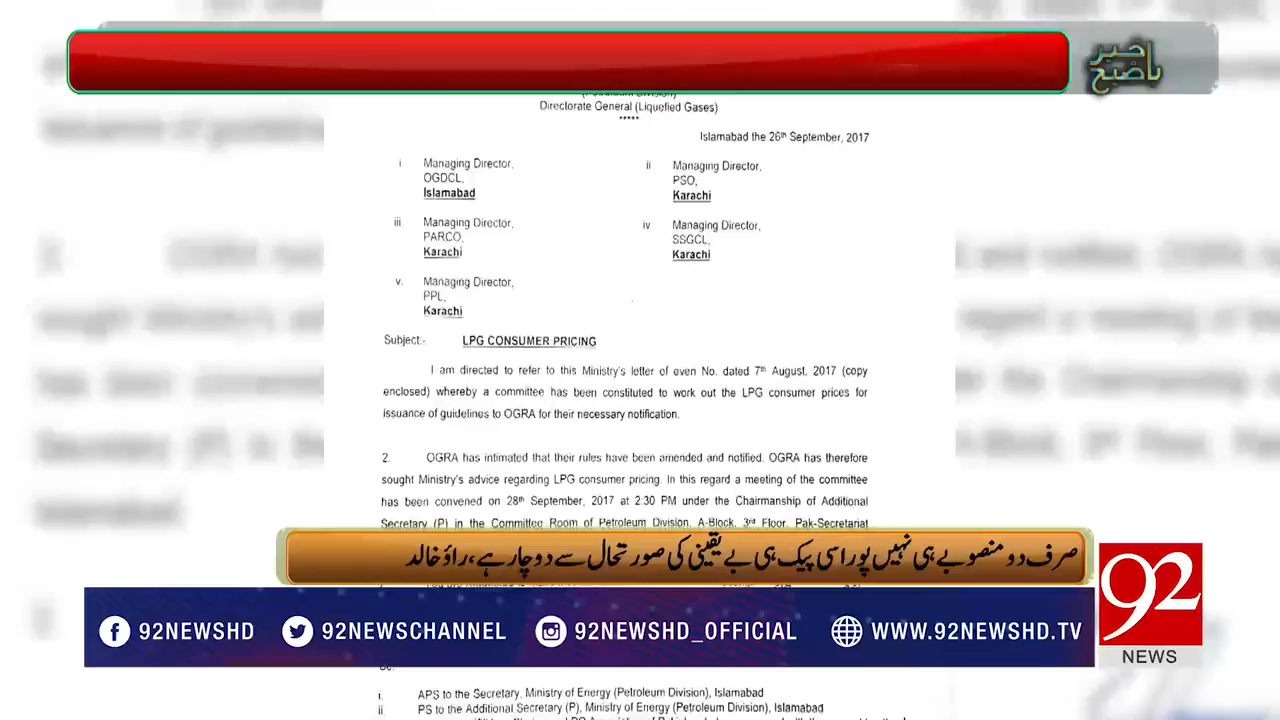 باخبر صبح
(Petroleum Division)
Directorate General (Liquefied Gases)
*****
Islamabad the 26th September, 2017
i Managing Director, OGDCL, Islamabad
ii Managing Director, PSO, Karachi
iii. Managing Director, PARCO, Karachi
iv Managing Director, SSGCL, Karachi
v. Managing Director, PPL, Karachi
Subject:- LPG CONSUMER PRICING
I am directed to refer to this Ministry's letter of even No. dated 7th August, 2017 (copy
enclosed) whereby a committee has been constituted to work out the LPG consumer prices for
issuance of guidelines to OGRA for their necessary notification.
2. OGRA has intimated that their rules have been amended and notified. OGRA has therefore
sought Ministry's advice regarding LPG consumer pricing. In this regard a meeting of the committee
has been convened on 28th September, 2017 at 2:30 PM under the Chairmanship of Additional
Secretary (P) in the Committee Room of Petroleum Division, A-Block, 3rd Floor, Pak-Secretariat
صرف دو منصوبے ہی نہیں پورا سی پیک ہی بے یقینی کی صورتحال سے دوچار ہے، راؤ خالد
92NEWSHD 92NEWSCHANNEL 92NEWSHD_OFFICIAL WWW.92NEWSHD.TV
92
NEWS
i. APS to the Secretary, Ministry of Energy (Petroleum Division), Islamabad
ii. PS to the Additional Secretary (P), Ministry of Energy (Petroleum Division), Islamabad